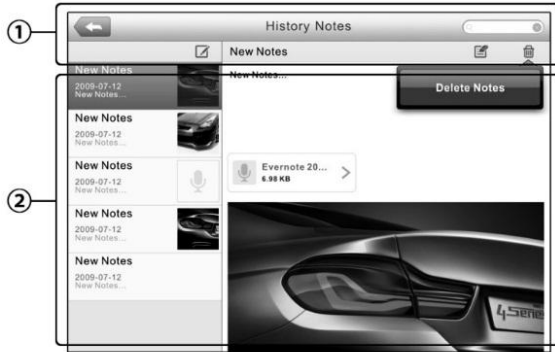 ①
History Notes
New Notes
②
New Notes
2009-07-12
New Notes...
New Notes...
Delete Notes
New Notes
2009-07-12
New Notes...
New Notes
2009-07-12
New Notes...
Evernote 20...
6.98 KB
New Notes
2009-07-12
New Notes...
New Notes
2009-07-12
New Notes...
4Serie